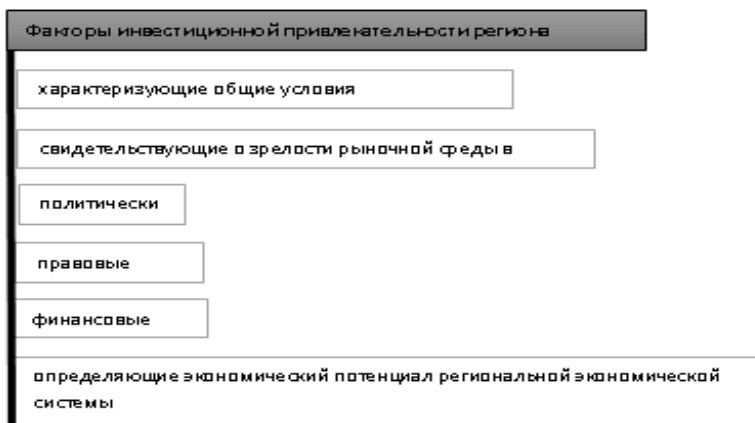 Факторы инвестиционной привлекательности региона
характеризующие общие условия
свидетельствующие о зрелости рыночной среды в
политически
правовые
финансовые
определяющие экономический потенциал региональной экономической
системы